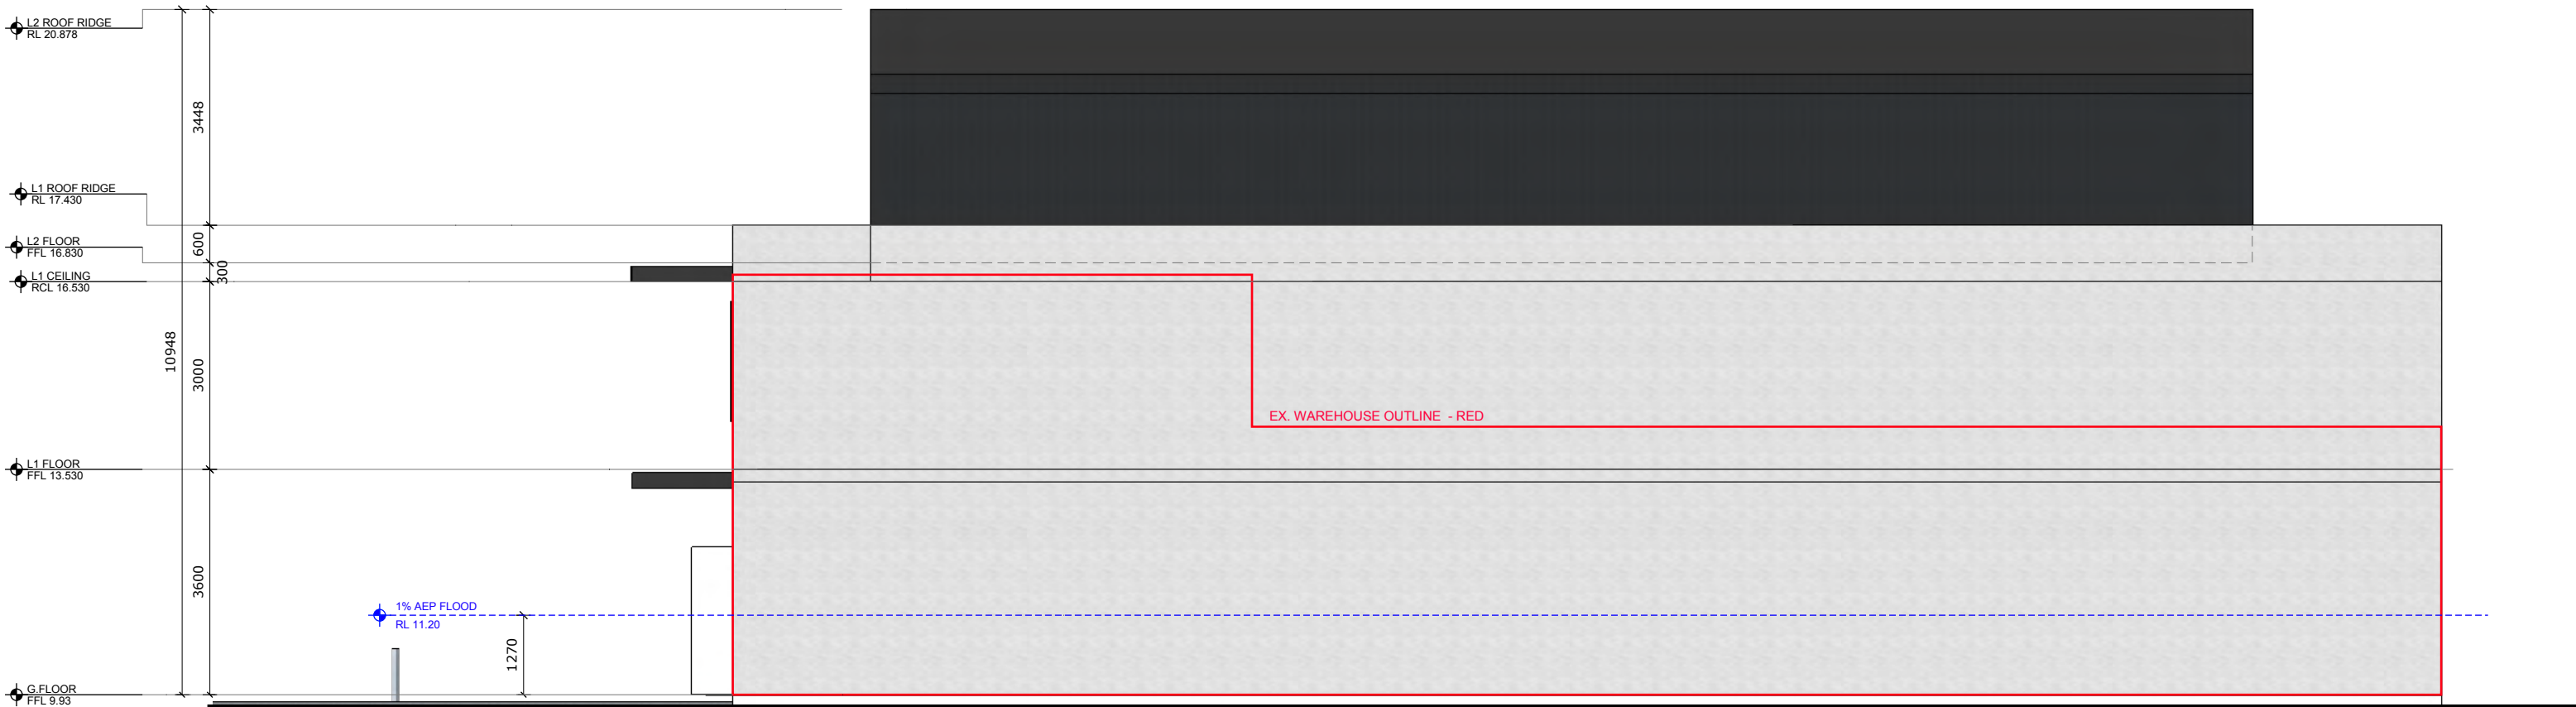 L2 ROOF RIDGE
RL 20.878
3448
L1 ROOF RIDGE
RL 17.430
600
L2 FLOOR
FFL 16.830
300
L1 CEILING
RCL 16.530
10948
3000
EX. WAREHOUSE OUTLINE - RED
L1 FLOOR
FFL 13.530
3600
1% AEP FLOOD
RL 11.20
1270
G.FLOOR
FFL 9.93